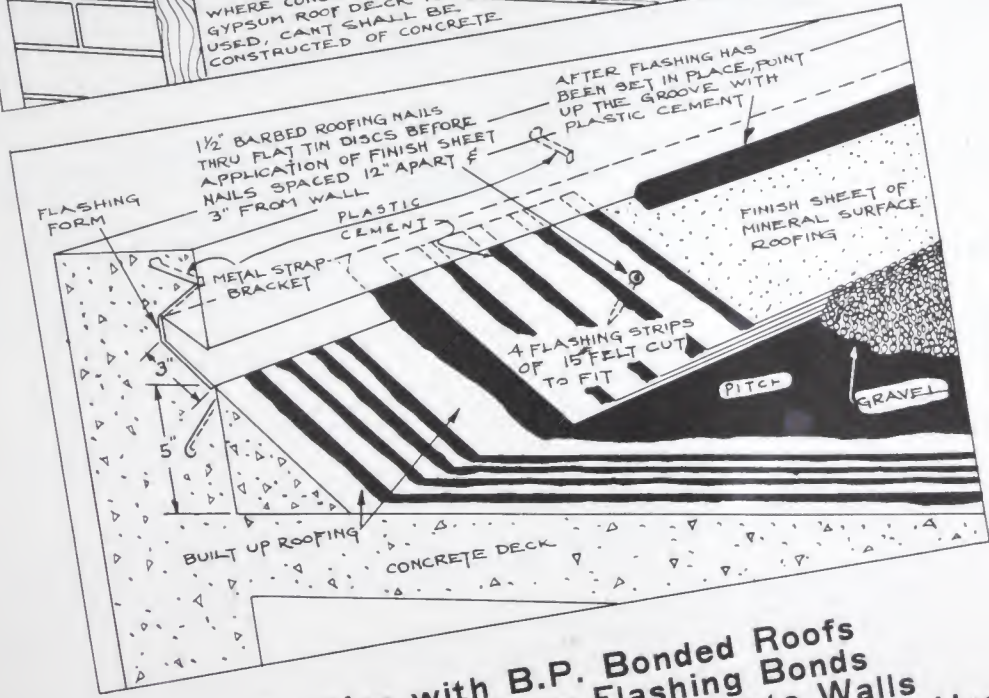 GYPSUM ROOF DECK
USED, CANT SHALL BE
CONSTRUCTED OF CONCRETE
AFTER FLASHING HAS
BEEN SET IN PLACE, POINT
UP THE GROOVE WITH
PLASTIC CEMENT
1½" BARBED ROOFING NAILS
THRU FLAT TIN DISCS BEFORE
APPLICATION OF FINISH SHEET
NAILS SPACED 12" APART &
3" FROM WALL
FLASHING
FORM
PLASTIC
CEMENT
METAL STRAP
BRACKET
FINISH SHEET OF
MINERAL SURFACE
ROOFING
4 FLASHING STRIPS
OF 15# FELT CUT
TO FIT
PITCH
GRAVEL
3"
5"
BUILT UP ROOFING
CONCRETE DECK
with B.P. Bonded Roofs
Flashing Bonds
Walls